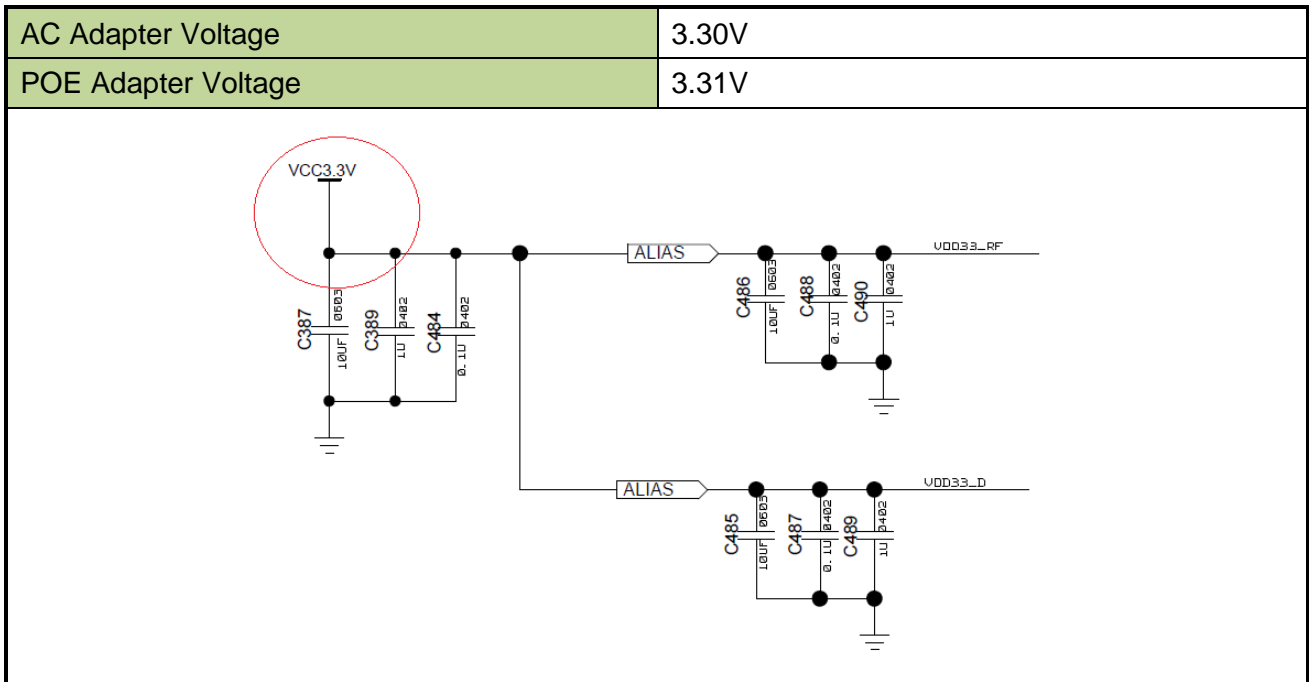 AC Adapter Voltage 3.30V
POE Adapter Voltage 3.31V
VCC3.3V
ALIAS
VDD33_RF
C387 10UF 0603
C389 1U 0402
C484 0.1U 0402
C486 10UF 0603
C488 0.1U 0402
C490 1U 0402
ALIAS
VDD33_D
C485 10UF 0603
C487 0.1U 0402
C489 1U 0402